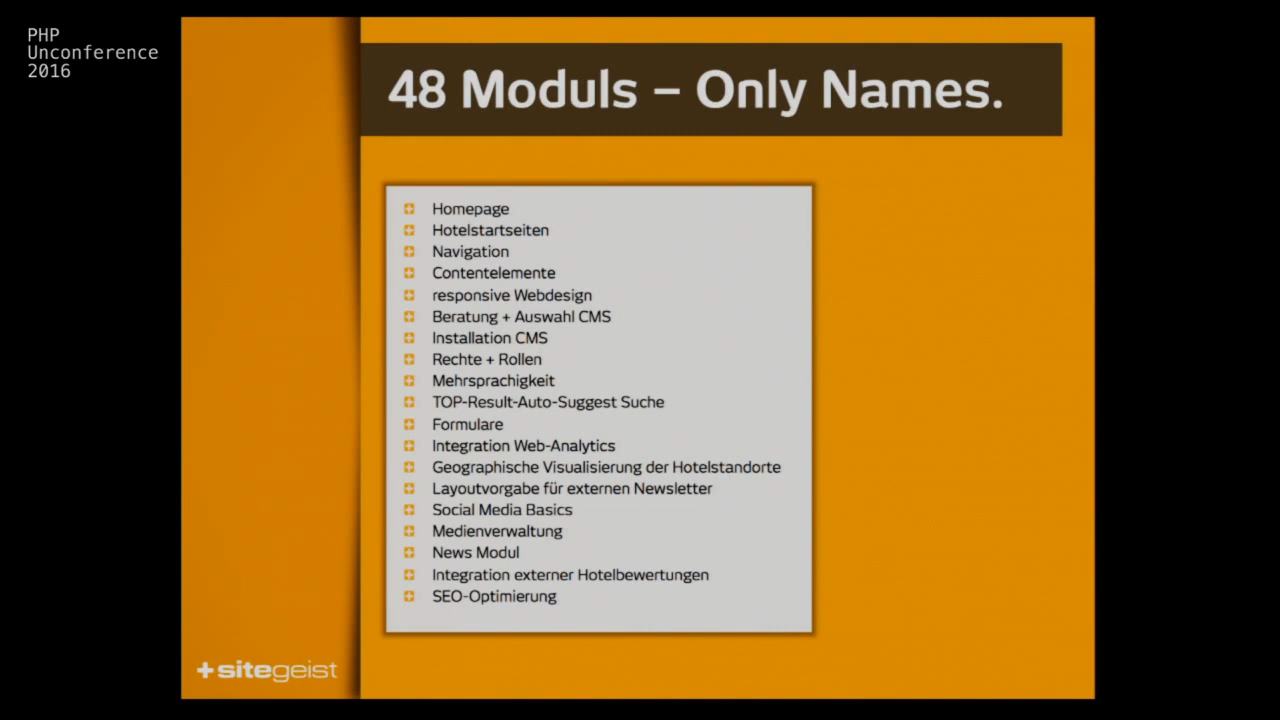 PHP
Unconference
2016
48 Moduls – Only Names.
Homepage
Hotelstartseiten
Navigation
Contentelemente
responsive Webdesign
Beratung + Auswahl CMS
Installation CMS
Rechte + Rollen
Mehrsprachigkeit
TOP-Result-Auto-Suggest Suche
Formulare
Integration Web-Analytics
Geographische Visualisierung der Hotelstandorte
Layoutvorgabe für externen Newsletter
Social Media Basics
Medienverwaltung
News Modul
Integration externer Hotelbewertungen
SEO-Optimierung
+sitegeist